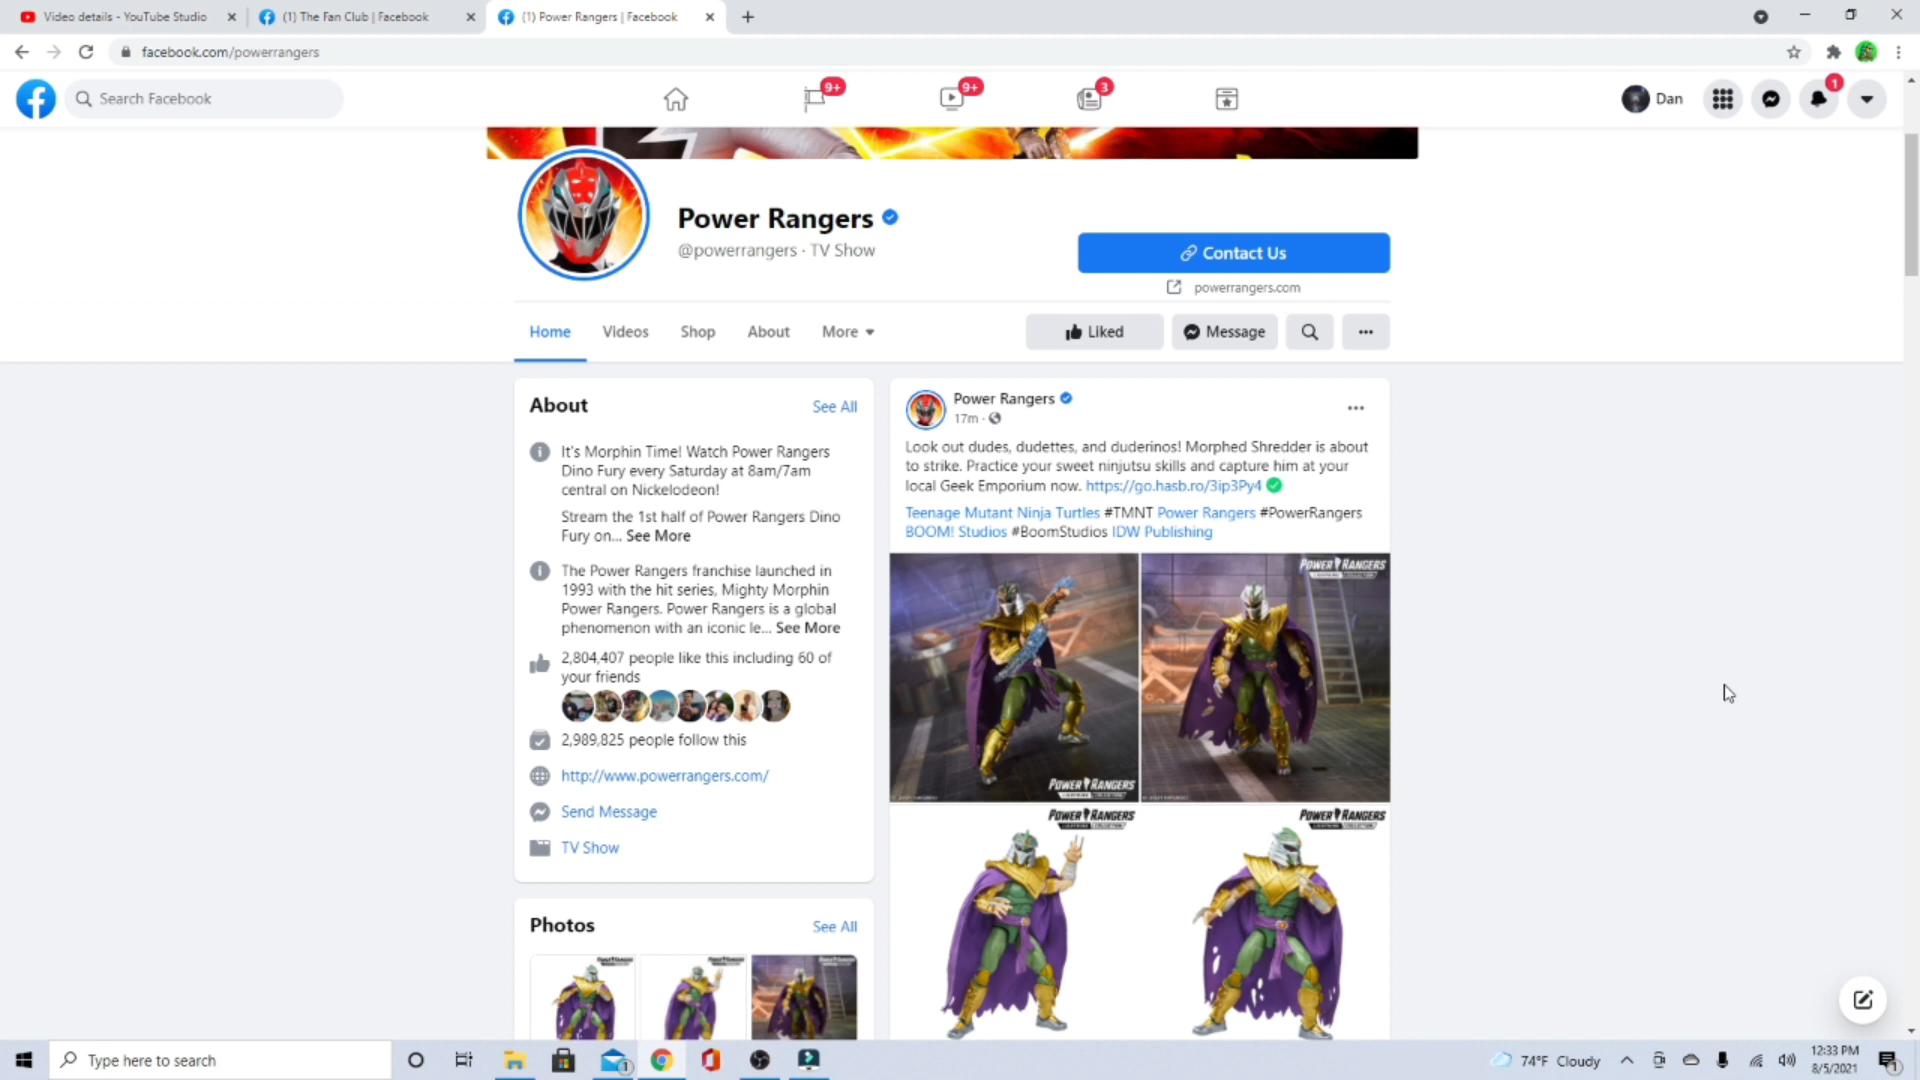 Video details - YouTube Studio
(1) The Fan Club | Facebook
(1) Power Rangers | Facebook
facebook.com/powerrangers
Search Facebook
9+
9+
3
Dan
1
Power Rangers
@powerrangers · TV Show
Contact Us
powerrangers.com
Home
Videos
Shop
About
More
Liked
Message
About
See All
It's Morphin Time! Watch Power Rangers
Dino Fury every Saturday at 8am/7am
central on Nickelodeon!
Stream the 1st half of Power Rangers Dino
Fury on... See More
The Power Rangers franchise launched in
1993 with the hit series, Mighty Morphin
Power Rangers. Power Rangers is a global
phenomenon with an iconic le... See More
2,804,407 people like this including 60 of
your friends
2,989,825 people follow this
http://www.powerrangers.com/
Send Message
TV Show
Photos
See All
Power Rangers
17m ·
Look out dudes, dudettes, and duderinos! Morphed Shredder is about
to strike. Practice your sweet ninjutsu skills and capture him at your
local Geek Emporium now. https://go.hasb.ro/3ip3Py4
Teenage Mutant Ninja Turtles #TMNT Power Rangers #PowerRangers
BOOM! Studios #BoomStudios IDW Publishing
POWER RANGERS
LIGHTNING COLLECTION
POWER RANGERS
LIGHTNING COLLECTION
POWER RANGERS
LIGHTNING COLLECTION
POWER RANGERS
LIGHTNING COLLECTION
Type here to search
1
74°F Cloudy
12:33 PM
8/5/2021
1